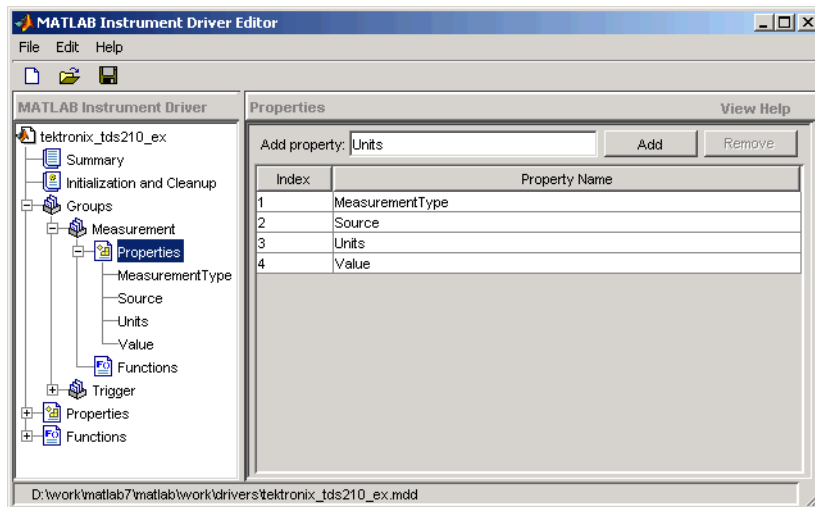 MATLAB Instrument Driver Editor
File Edit Help
MATLAB Instrument Driver
tektronix_tds210_ex
Summary
Initialization and Cleanup
Groups
Measurement
Properties
MeasurementType
Source
Units
Value
Functions
Trigger
Properties
Functions
Properties View Help
Add property: Units Add Remove
Index Property Name
1 MeasurementType
2 Source
3 Units
4 Value
D:\work\matlab7\matlab\work\drivers\tektronix_tds210_ex.mdd